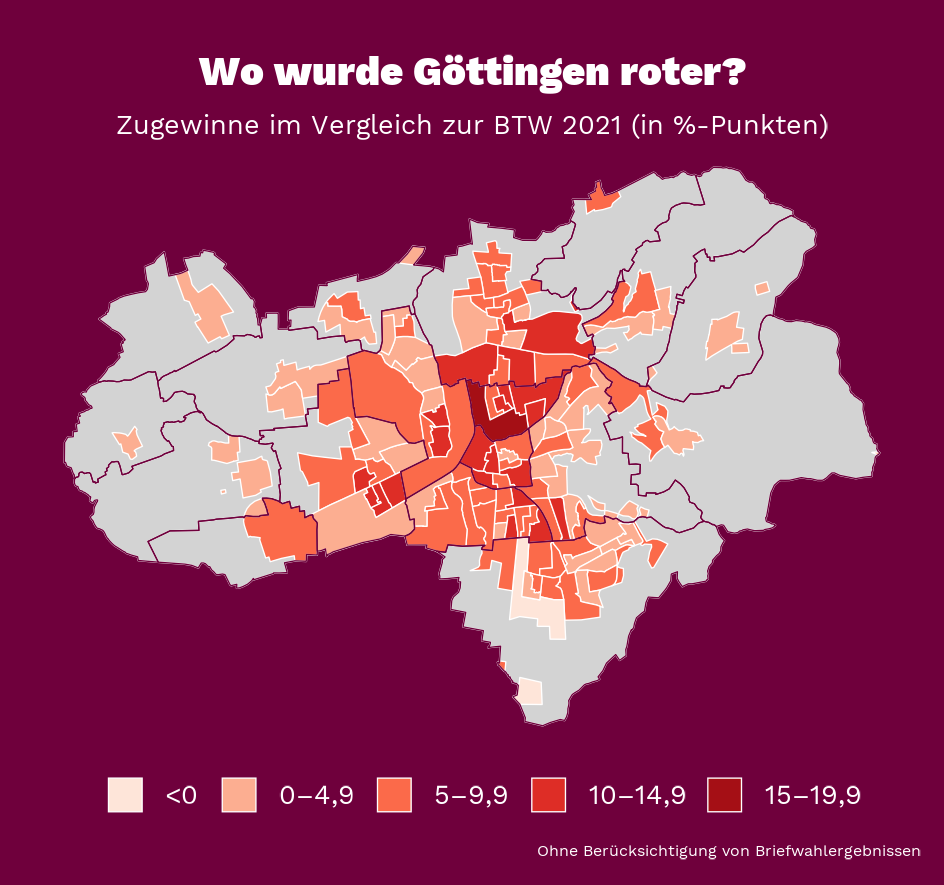 Wo wurde Göttingen roter?
Zugewinne im Vergleich zur BTW 2021 (in %-Punkten)
<0 0–4,9 5–9,9 10–14,9 15–19,9
Ohne Berücksichtigung von Briefwahlergebnissen